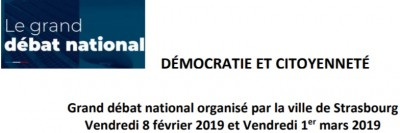 Le grand
débat national
DÉMOCRATIE ET CITOYENNETÉ
Grand débat national organisé par la ville de Strasbourg
Vendredi 8 février 2019 et Vendredi 1er mars 2019